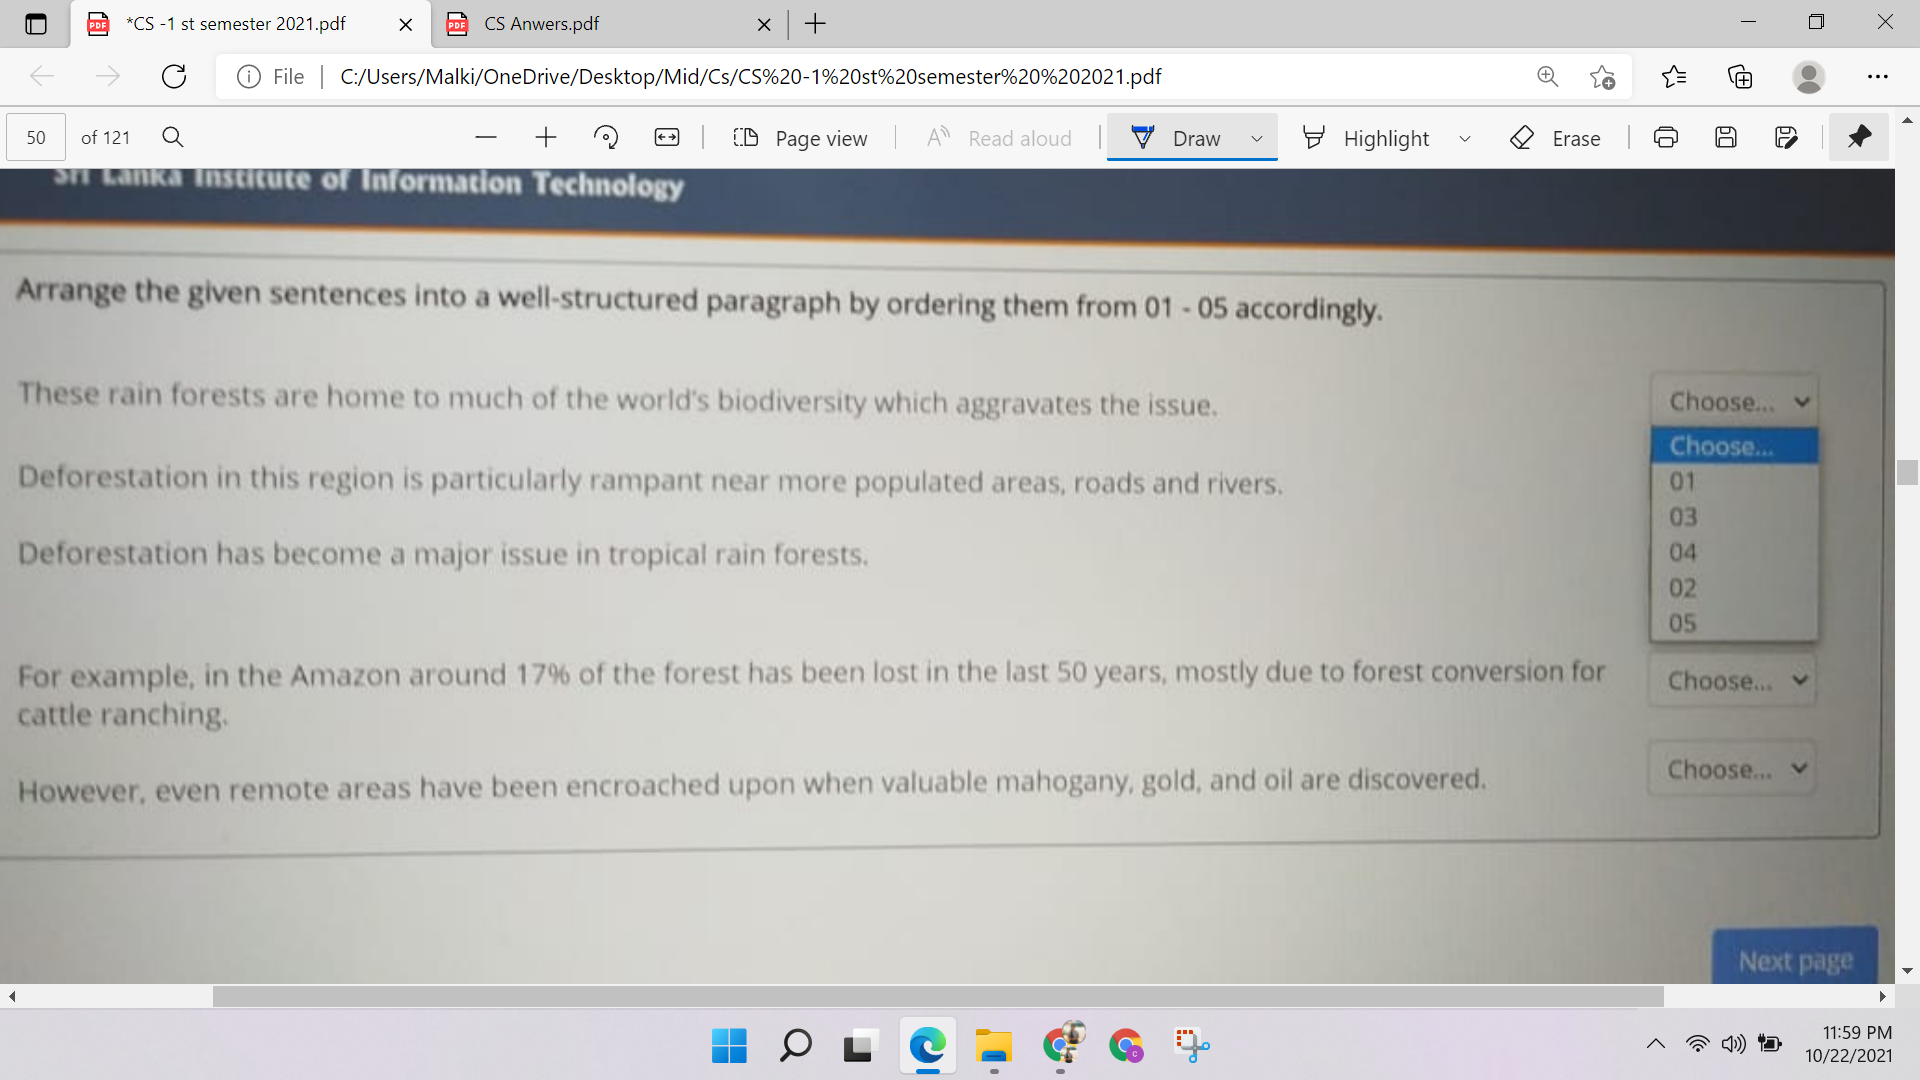 *CS -1 st semester 2021.pdf
CS Anwers.pdf
File
C:/Users/Malki/OneDrive/Desktop/Mid/Cs/CS%20-1%20st%20semester%20%202021.pdf
50 of 121
Page view
Read aloud
Draw
Highlight
Erase
Sri Lanka Institute of Information Technology
Arrange the given sentences into a well-structured paragraph by ordering them from 01 - 05 accordingly.
These rain forests are home to much of the world's biodiversity which aggravates the issue.
Choose...
Choose...
01
03
04
02
05
Deforestation in this region is particularly rampant near more populated areas, roads and rivers.
Deforestation has become a major issue in tropical rain forests.
For example, in the Amazon around 17% of the forest has been lost in the last 50 years, mostly due to forest conversion for
cattle ranching.
Choose...
However, even remote areas have been encroached upon when valuable mahogany, gold, and oil are discovered.
Choose...
Next page
11:59 PM
10/22/2021